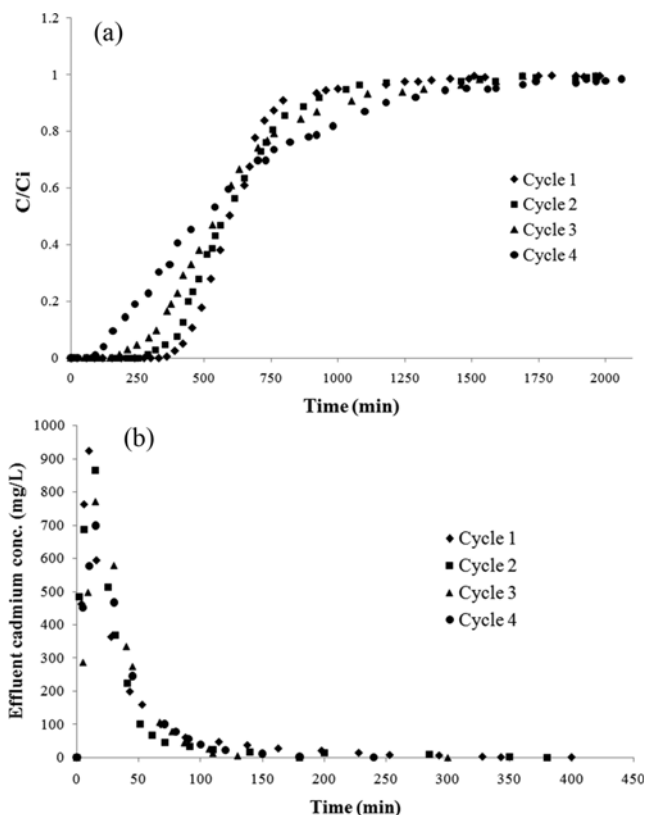 (a)
1.2
1
0.8
0.6
0.4
0.2
0
C/Ci
Cycle 1
Cycle 2
Cycle 3
Cycle 4
0 250 500 750 1000 1250 1500 1750 2000
Time (min)
(b)
1000
900
800
700
600
500
400
300
200
100
0
Effluent cadmium conc. (mg/L)
Cycle 1
Cycle 2
Cycle 3
Cycle 4
0 50 100 150 200 250 300 350 400 450
Time (min)